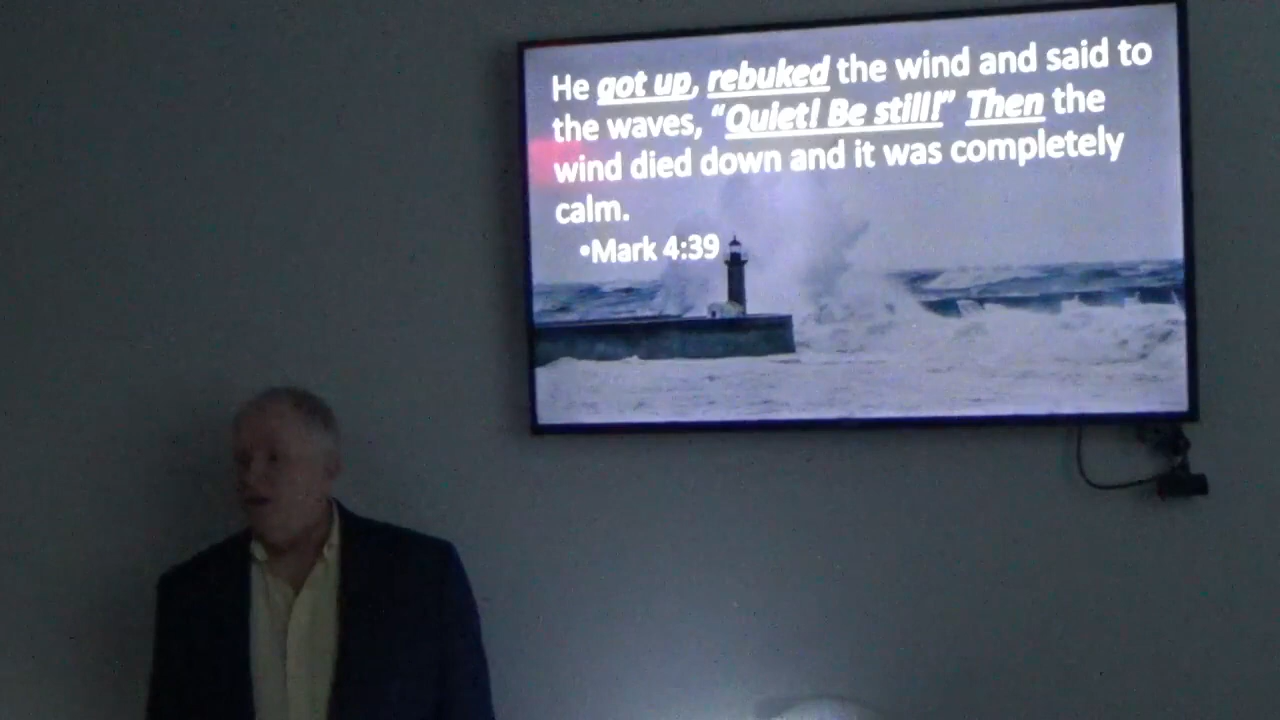 He got up, rebuked the wind and said to
the waves, “Quiet! Be still!” Then the
wind died down and it was completely
calm.
•Mark 4:39